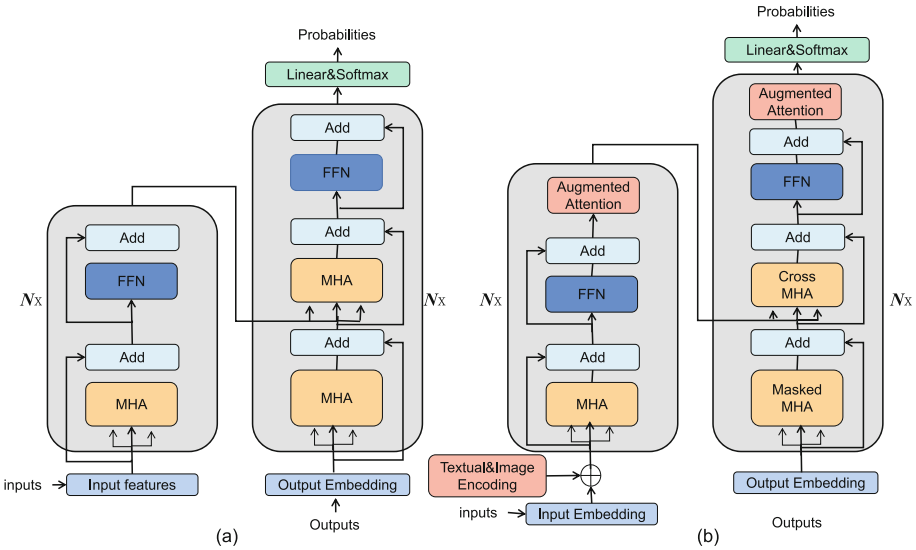 Probabilities
Linear&Softmax
Add
FFN
Add
MHA
Add
MHA
Output Embedding
Outputs
Add
FFN
Add
MHA
Input features
inputs
Nx
Nx
(a)
Probabilities
Linear&Softmax
Augmented
Attention
Add
FFN
Add
Cross
MHA
Add
Masked
MHA
Output Embedding
Outputs
Augmented
Attention
Add
FFN
Add
MHA
Textual&Image
Encoding
inputs
Input Embedding
Nx
Nx
(b)